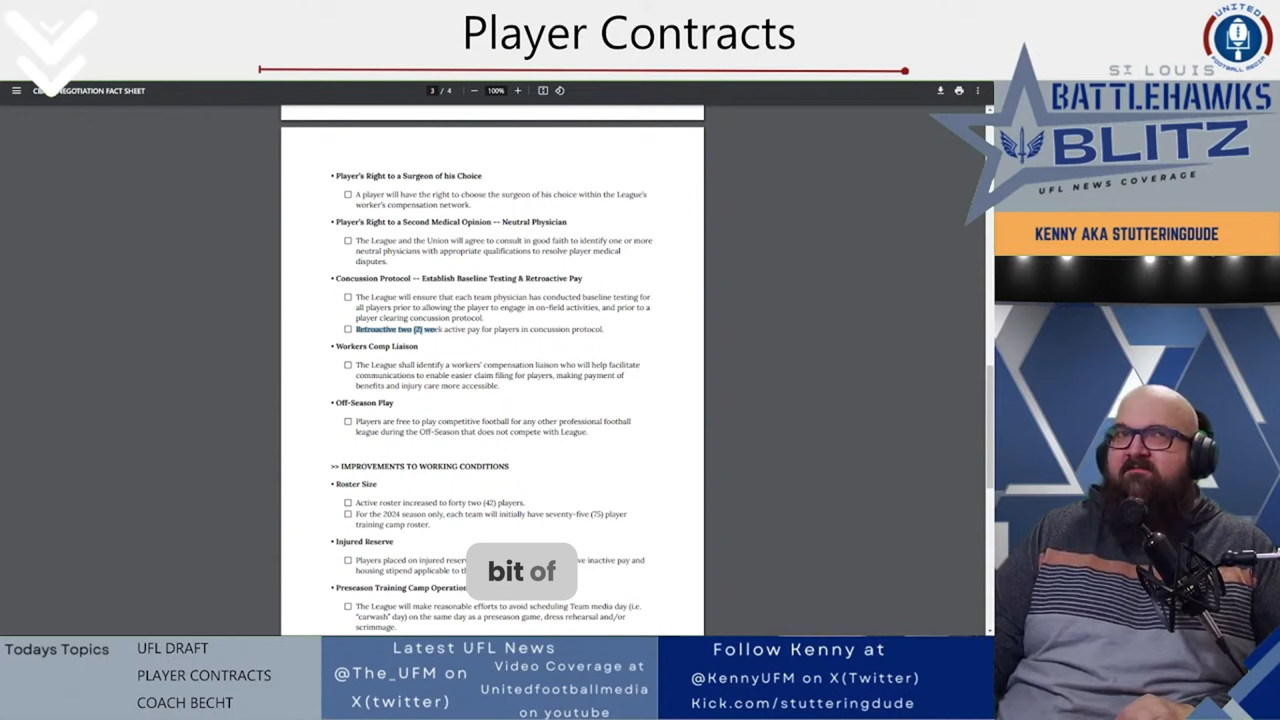 Player Contracts
UNITED
FOOTBALL MEDIA
ST LOUIS
BATTLEHAWKS
BLITZ
UFL NEWS COVERAGE
KENNY AKA STUTTERINGDUDE
NEGOTIATION FACT SHEET
3 / 4
100%
• Player's Right to a Surgeon of his Choice
A player will have the right to choose the surgeon of his choice within the League's
worker's compensation network.
• Player's Right to a Second Medical Opinion -- Neutral Physician
The League and the Union will agree to consult in good faith to identify one or more
neutral physicians with appropriate qualifications to resolve player medical
disputes.
• Concussion Protocol -- Establish Baseline Testing & Retroactive Pay
The League will ensure that each team physician has conducted baseline testing for
all players prior to allowing the player to engage in on-field activities, and prior to a
player clearing concussion protocol.
Retroactive two (2) week active pay for players in concussion protocol.
• Workers Comp Liaison
The League shall identify a workers' compensation liaison who will help facilitate
communications to enable easier claim filing for players, making payment of
benefits and injury care more accessible.
• Off-Season Play
Players are free to play competitive football for any other professional football
league during the Off-Season that does not compete with League.
>> IMPROVEMENTS TO WORKING CONDITIONS
• Roster Size
Active roster increased to forty two (42) players.
For the 2024 season only, each team will initially have seventy-five (75) player
training camp roster.
• Injured Reserve
Players placed on injured inactive pay and
housing stipend applicable to
• Preseason Training Camp
The League will make reasonable efforts to avoid scheduling Team media day (i.e.
"carwash" day) on the same day as a preseason game, dress rehearsal and/or
scrimmage.
bit of
Todays Topics
UFL DRAFT
PLAYER CONTRACTS
COACH BECHT
Latest UFL News
@The_UFM on
X(twitter)
Video Coverage at
Unitedfootballmedia
on youtube
Follow Kenny at
@KennyUFM on X(Twitter)
Kick.com/stutteringdude